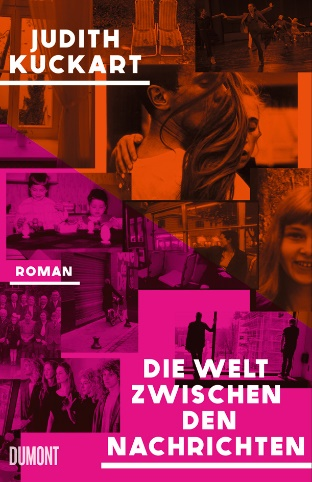 JUDITH
KUCKART
ROMAN
DIE WELT
ZWISCHEN
DEN
NACHRICHTEN
DUMONT